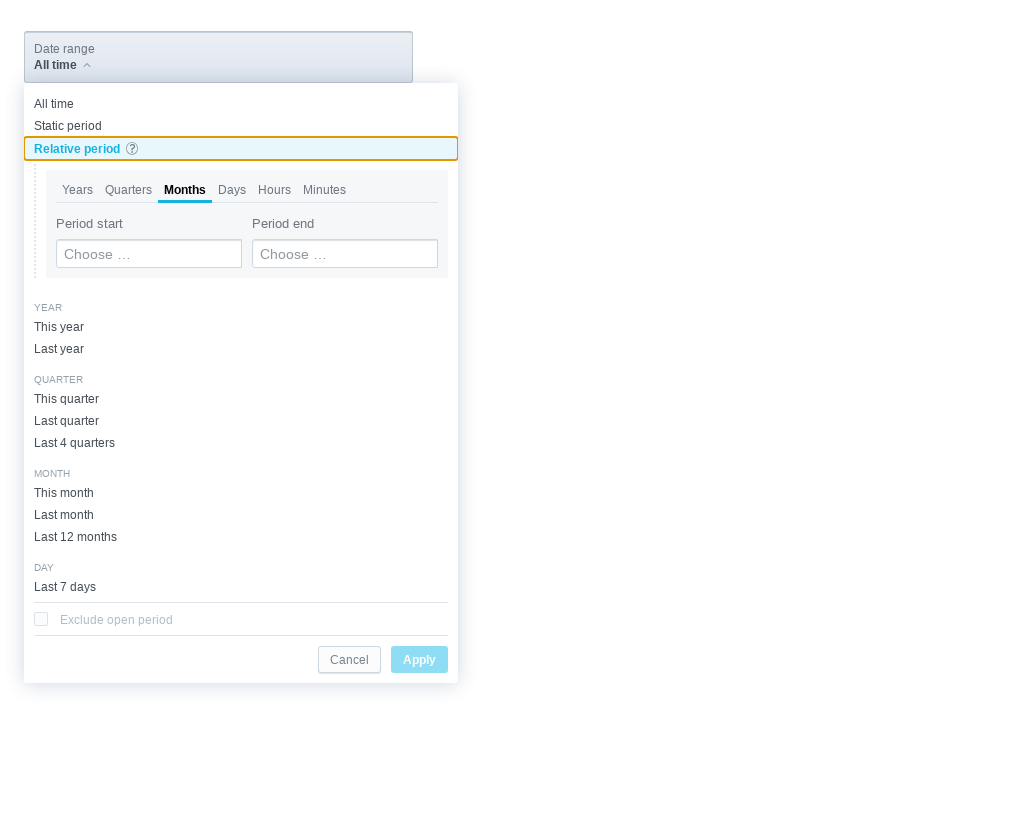 Date range
All time
All time
Static period
Relative period ?
Years Quarters Months Days Hours Minutes
Period start Period end
Choose … Choose …
YEAR
This year
Last year
QUARTER
This quarter
Last quarter
Last 4 quarters
MONTH
This month
Last month
Last 12 months
DAY
Last 7 days
Exclude open period
Cancel Apply